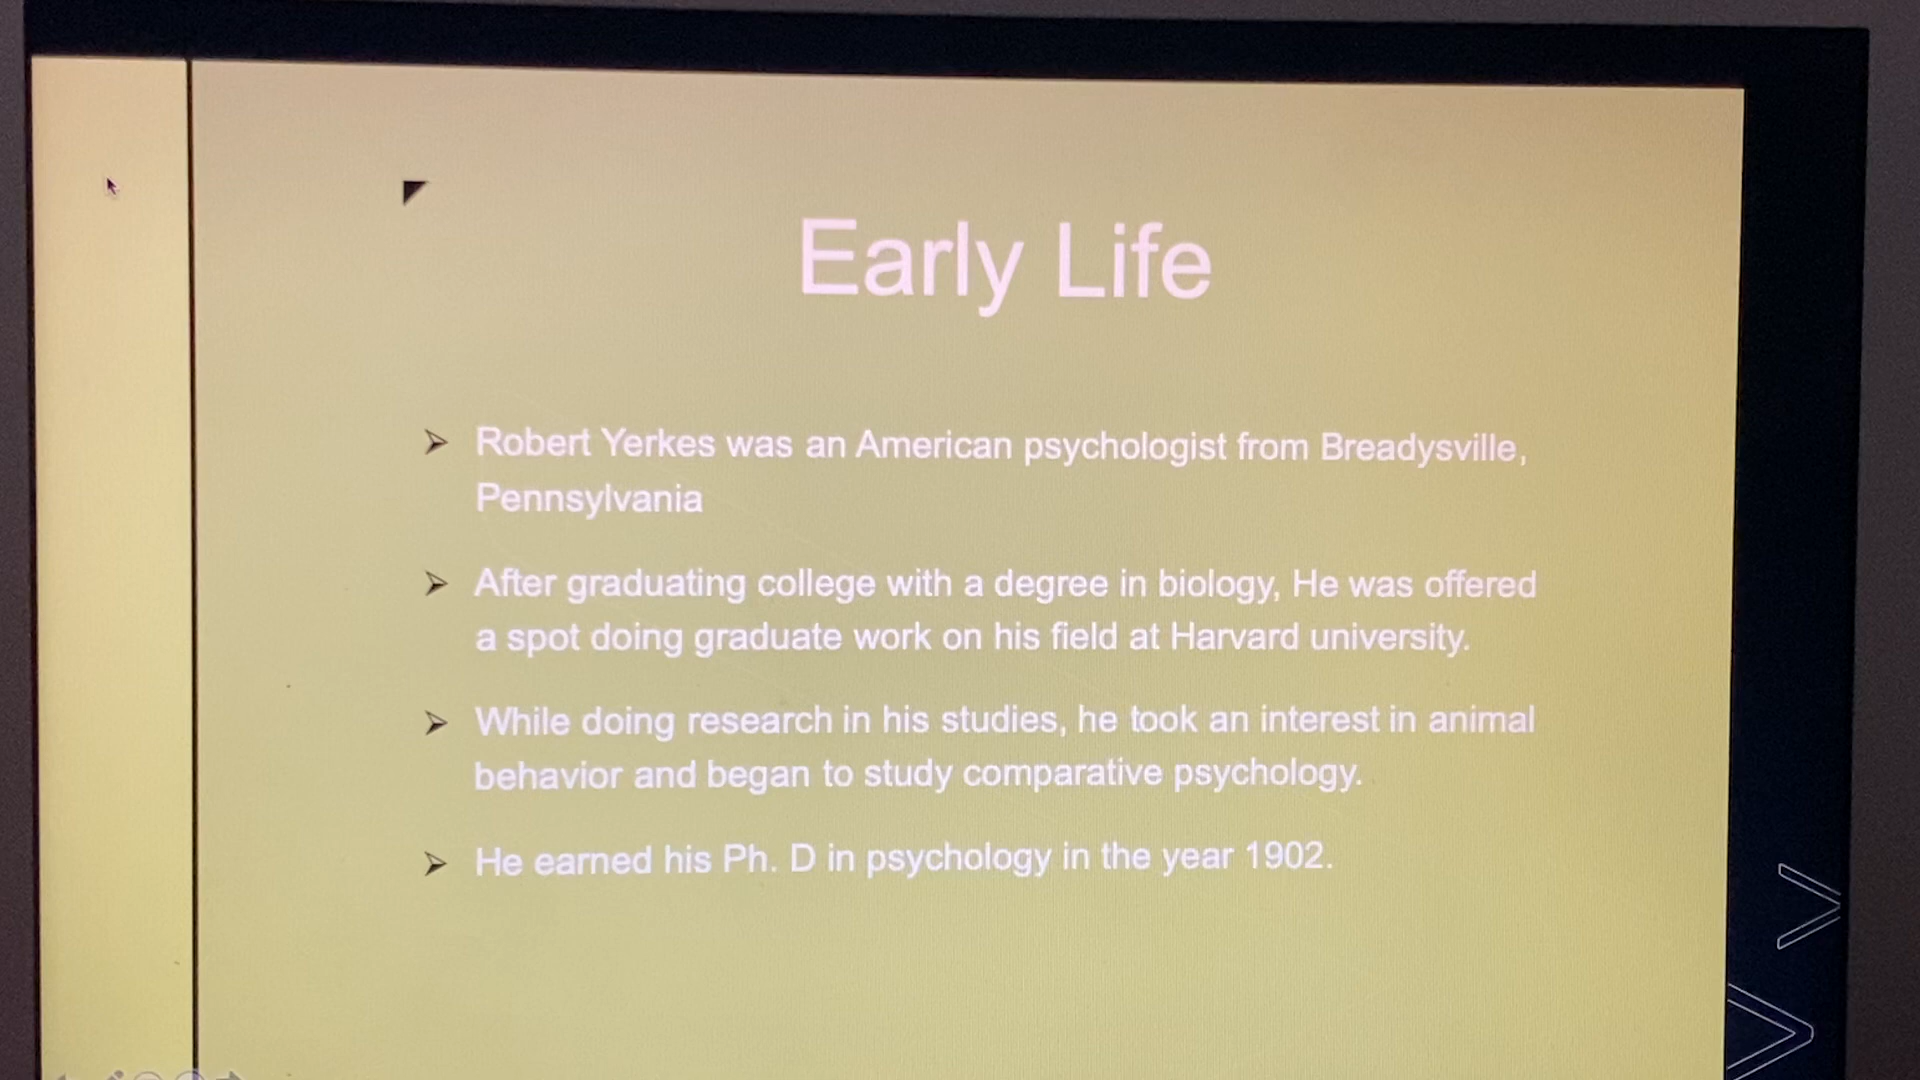 Early Life
Robert Yerkes was an American psychologist from Breadysville,
Pennsylvania
After graduating college with a degree in biology, He was offered
a spot doing graduate work on his field at Harvard university.
While doing research in his studies, he took an interest in animal
behavior and began to study comparative psychology.
He earned his Ph. D in psychology in the year 1902.